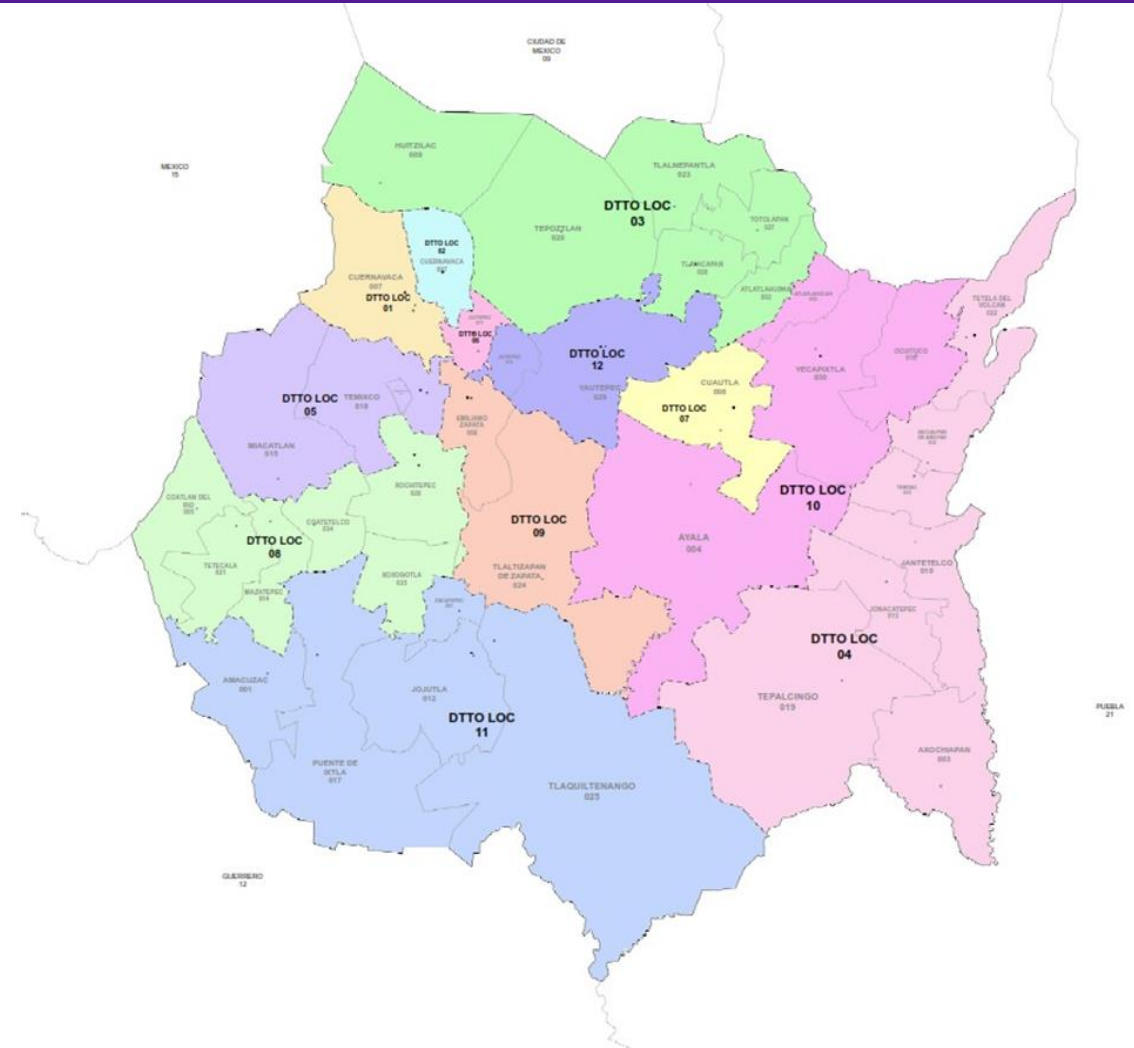 CIUDAD DE
MEXICO
09
MEXICO
15
HUITZILAC
009
TLALNEPANTLA
023
DTTO LOC
03
TEPOZTLAN
020
TOTOLAPAN
027
TLAYACAPAN
ATLATLAHUCAN
002
DTTO LOC
02
CUERNAVACA
007
CUERNAVACA
007
DTTO LOC
01
TETELA DEL
VOLCAN
022
DTTO LOC
DTTO LOC
12
YAUTEPEC
029
YECAPIXTLA
030
OCUITUCO
CUAUTLA
006
DTTO LOC
07
DTTO LOC
05
TEMIXCO
018
MIACATLAN
015
EMILIANO
ZAPATA
008
COATLAN DEL
RIO
005
XOCHITEPEC
028
COATETELCO
034
DTTO LOC
08
TETECALA
021
MAZATEPEC
014
XOXOCOTLA
033
DTTO LOC
09
TLALTIZAPAN
DE ZAPATA
024
AYALA
004
DTTO LOC
10
JANTETELCO
010
JONACATEPEC
013
DTTO LOC
04
TEPALCINGO
019
AXOCHIAPAN
003
PUEBLA
21
AMACUZAC
001
JOJUTLA
012
DTTO LOC
11
PUENTE DE
IXTLA
017
TLAQUILTENANGO
025
GUERRERO
12